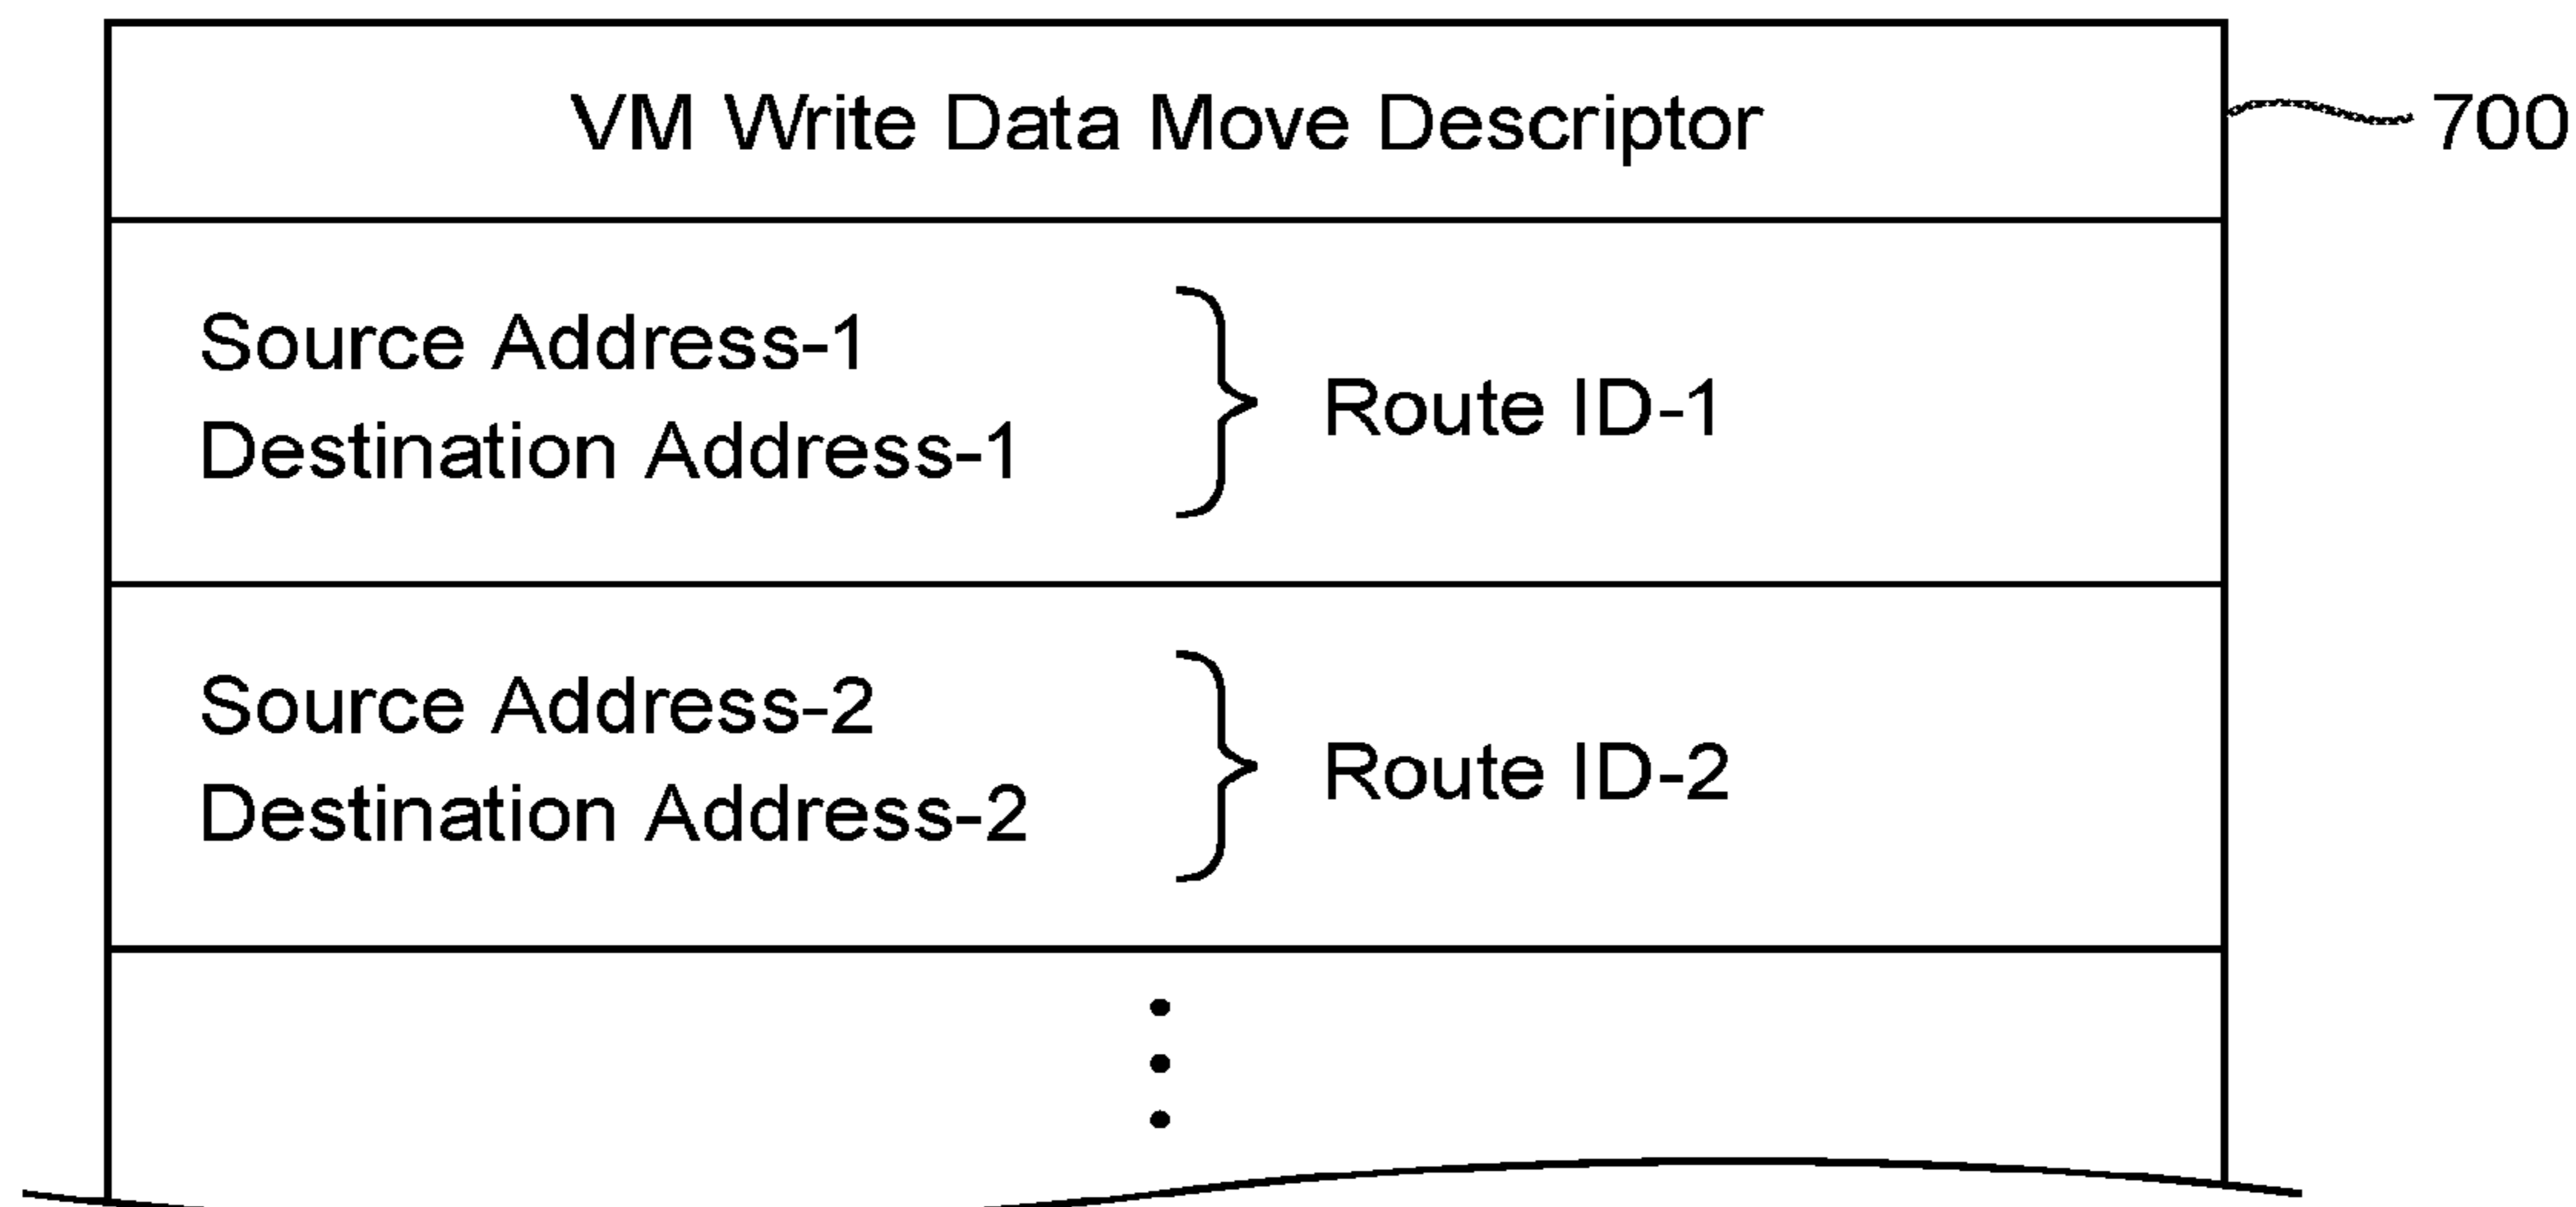 VM Write Data Move Descriptor
700
Source Address-1
Destination Address-1
Route ID-1
Source Address-2
Destination Address-2
Route ID-2